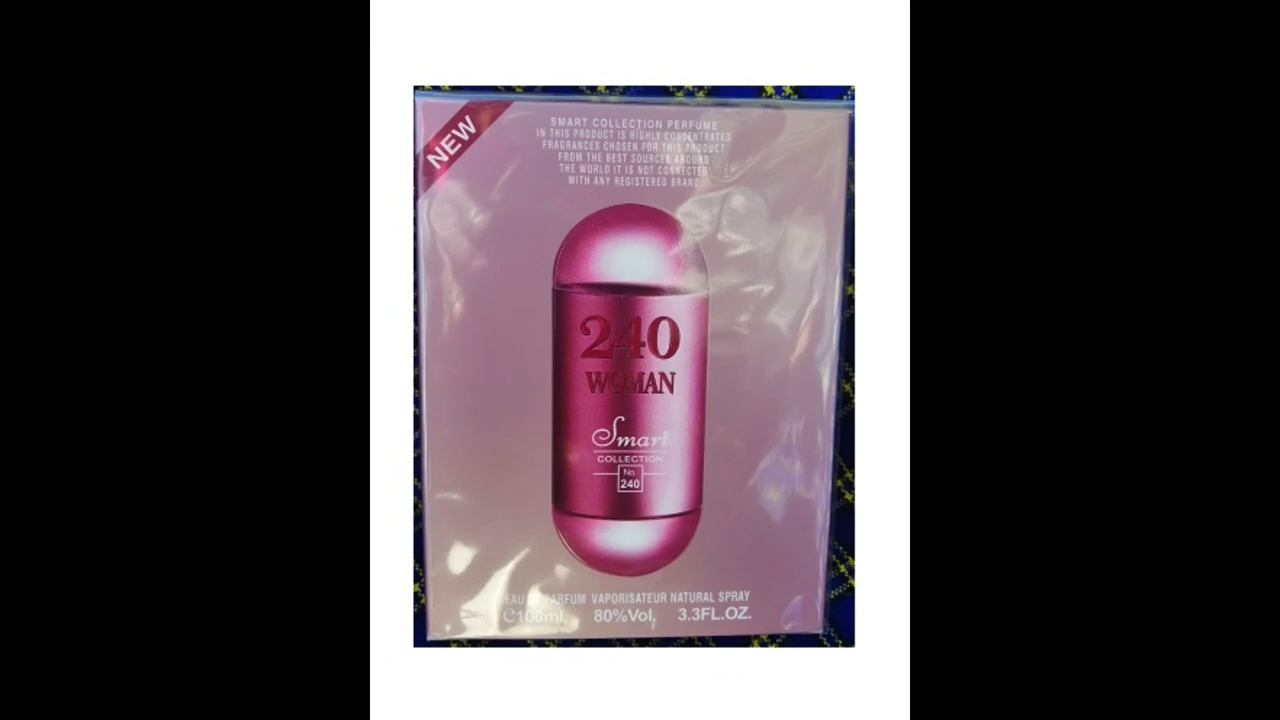 NEW
SMART COLLECTION PERFUME
IN THIS PRODUCT IS HIGHLY CONCENTRATED
FRAGRANCES CHOSEN FOR THIS PRODUCT
FROM THE BEST SOURCES AROUND
THE WORLD IT IS NOT CONNECTED
WITH ANY REGISTERED BRAND
240
WOMAN
Smart
COLLECTION
No
240
EAU DE PARFUM VAPORISATEUR NATURAL SPRAY
℮100ml. 80%Vol, 3.3FL.OZ.